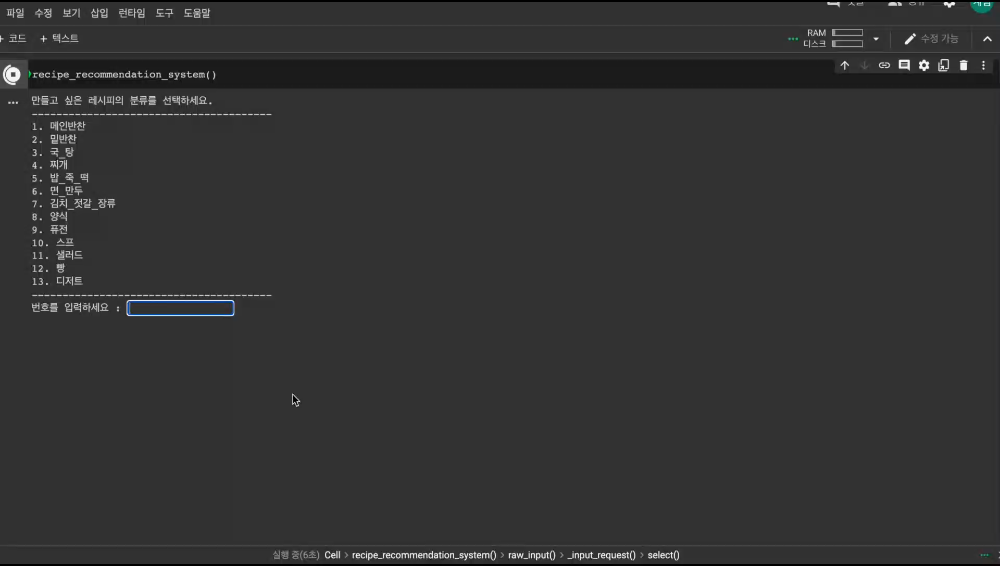 파일 수정 보기 삽입 런타임 도구 도움말
+ 코드 + 텍스트
RAM
디스크
수정 가능
recipe_recommendation_system()
만들고 싶은 레시피의 분류를 선택하세요.
---------------------------------------
1. 메인반찬
2. 밑반찬
3. 국_탕
4. 찌개
5. 밥_죽_떡
6. 면_만두
7. 김치_젓갈_장류
8. 양식
9. 퓨전
10. 스프
11. 샐러드
12. 빵
13. 디저트
---------------------------------------
번호를 입력하세요 :
실행 중(6초) Cell > recipe_recommendation_system() > raw_input() > _input_request() > select()